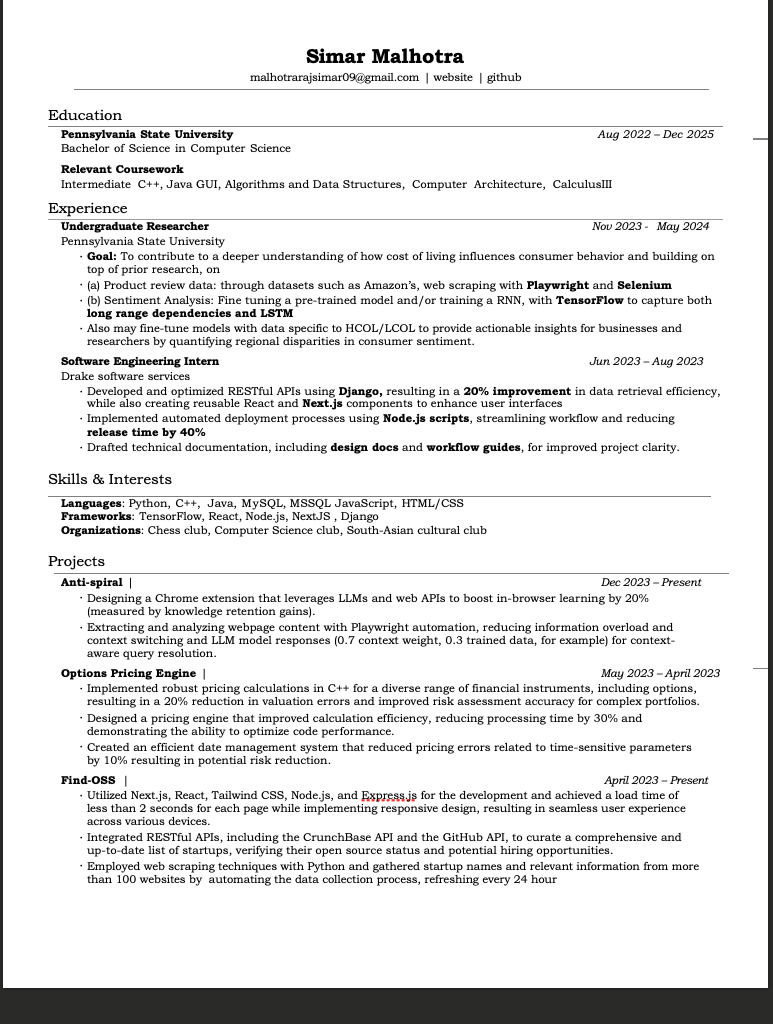 Simar Malhotra
malhotrarajsimar09@gmail.com | website | github
Education
Pennsylvania State University Aug 2022 – Dec 2025
Bachelor of Science in Computer Science
Relevant Coursework
Intermediate C++, Java GUI, Algorithms and Data Structures, Computer Architecture, CalculusIII
Experience
Undergraduate Researcher Nov 2023 - May 2024
Pennsylvania State University
· Goal: To contribute to a deeper understanding of how cost of living influences consumer behavior and building on
top of prior research, on
· (a) Product review data: through datasets such as Amazon's, web scraping with Playwright and Selenium
· (b) Sentiment Analysis: Fine tuning a pre-trained model and/or training a RNN, with TensorFlow to capture both
long range dependencies and LSTM
· Also may fine-tune models with data specific to HCOL/LCOL to provide actionable insights for businesses and
researchers by quantifying regional disparities in consumer sentiment.
Software Engineering Intern Jun 2023 – Aug 2023
Drake software services
· Developed and optimized RESTful APIs using Django, resulting in a 20% improvement in data retrieval efficiency,
while also creating reusable React and Next.js components to enhance user interfaces
· Implemented automated deployment processes using Node.js scripts, streamlining workflow and reducing
release time by 40%
· Drafted technical documentation, including design docs and workflow guides, for improved project clarity.
Skills & Interests
Languages: Python, C++, Java, MySQL, MSSQL JavaScript, HTML/CSS
Frameworks: TensorFlow, React, Node.js, NextJS , Django
Organizations: Chess club, Computer Science club, South-Asian cultural club
Projects
Anti-spiral | Dec 2023 – Present
· Designing a Chrome extension that leverages LLMs and web APIs to boost in-browser learning by 20%
(measured by knowledge retention gains).
· Extracting and analyzing webpage content with Playwright automation, reducing information overload and
context switching and LLM model responses (0.7 context weight, 0.3 trained data, for example) for context-
aware query resolution.
Options Pricing Engine | May 2023 – April 2023
· Implemented robust pricing calculations in C++ for a diverse range of financial instruments, including options,
resulting in a 20% reduction in valuation errors and improved risk assessment accuracy for complex portfolios.
· Designed a pricing engine that improved calculation efficiency, reducing processing time by 30% and
demonstrating the ability to optimize code performance.
· Created an efficient date management system that reduced pricing errors related to time-sensitive parameters
by 10% resulting in potential risk reduction.
Find-OSS | April 2023 – Present
· Utilized Next.js, React, Tailwind CSS, Node.js, and Express.js for the development and achieved a load time of
less than 2 seconds for each page while implementing responsive design, resulting in seamless user experience
across various devices.
· Integrated RESTful APIs, including the CrunchBase API and the GitHub API, to curate a comprehensive and
up-to-date list of startups, verifying their open source status and potential hiring opportunities.
· Employed web scraping techniques with Python and gathered startup names and relevant information from more
than 100 websites by automating the data collection process, refreshing every 24 hour